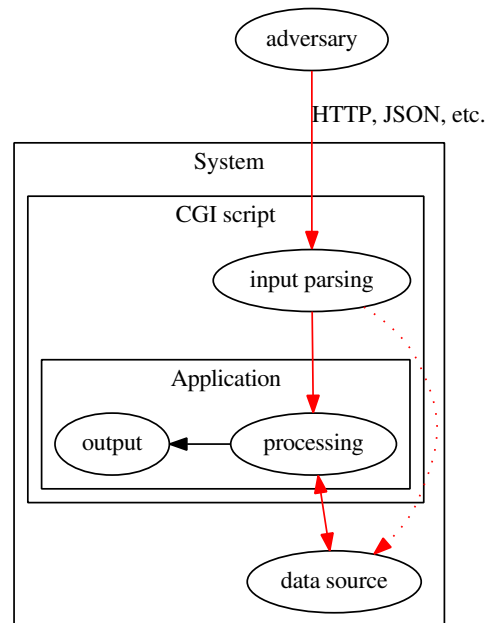 adversary
HTTP, JSON, etc.
System
CGI script
input parsing
Application
output
processing
data source